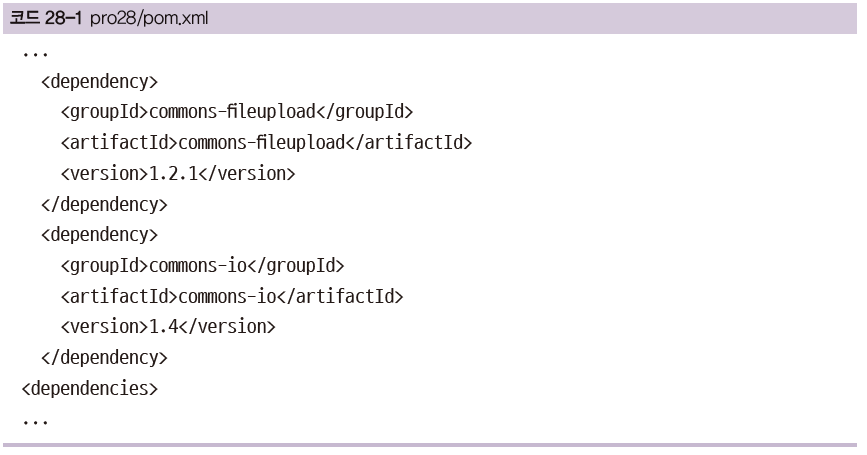 코드 28-1 pro28/pom.xml
...
<dependency>
<groupId>commons-fileupload</groupId>
<artifactId>commons-fileupload</artifactId>
<version>1.2.1</version>
</dependency>
<dependency>
<groupId>commons-io</groupId>
<artifactId>commons-io</artifactId>
<version>1.4</version>
</dependency>
<dependencies>
...